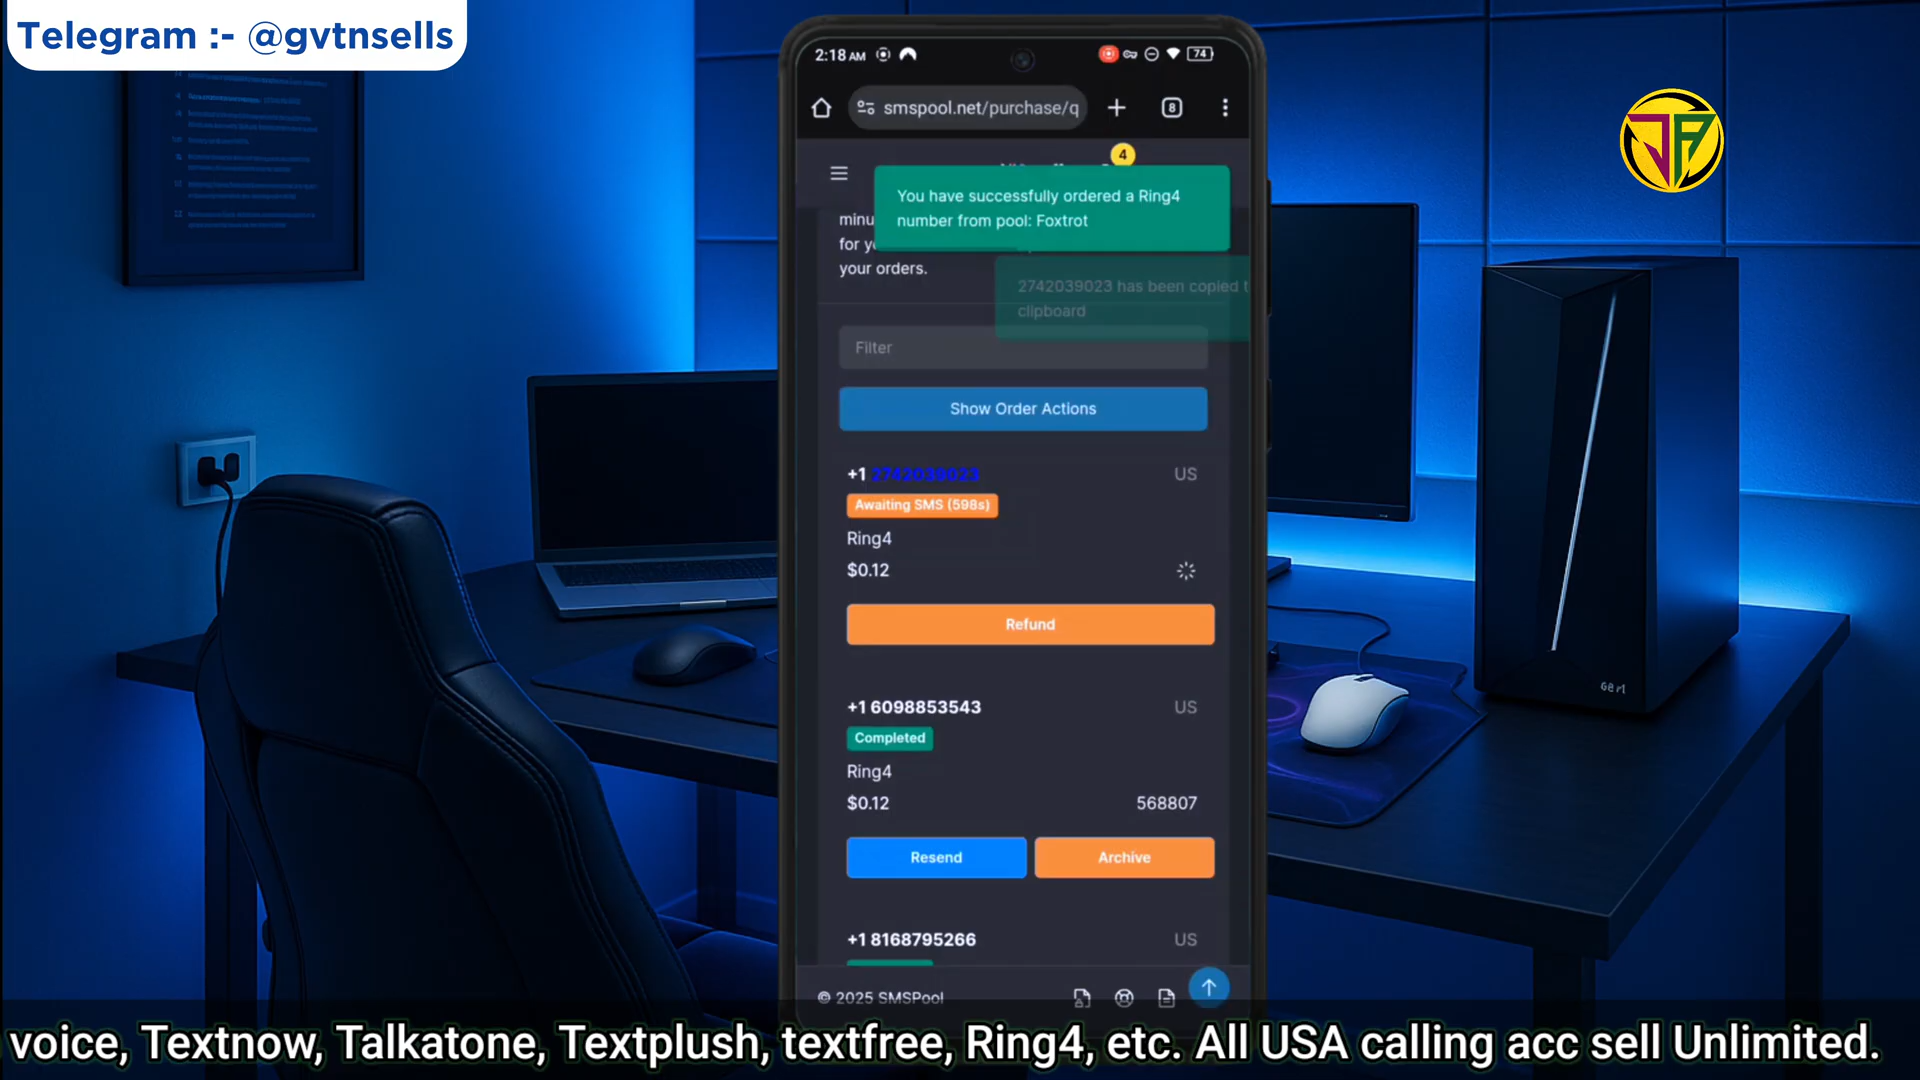 Telegram :- @gvtnsells
2:18 AM
74
smspool.net/purchase/q
8
4
You have successfully ordered a Ring4
number from pool: Foxtrot
minu
for yo
your orders.
2742039023 has been copied t
clipboard
Filter
Show Order Actions
+1 2742039023 US
Awaiting SMS (598s)
Ring4
$0.12
Refund
+1 6098853543 US
Completed
Ring4
$0.12 568807
Resend Archive
+1 8168795266 US
© 2025 SMSPool
voice, Textnow, Talkatone, Textplush, textfree, Ring4, etc. All USA calling acc sell Unlimited.